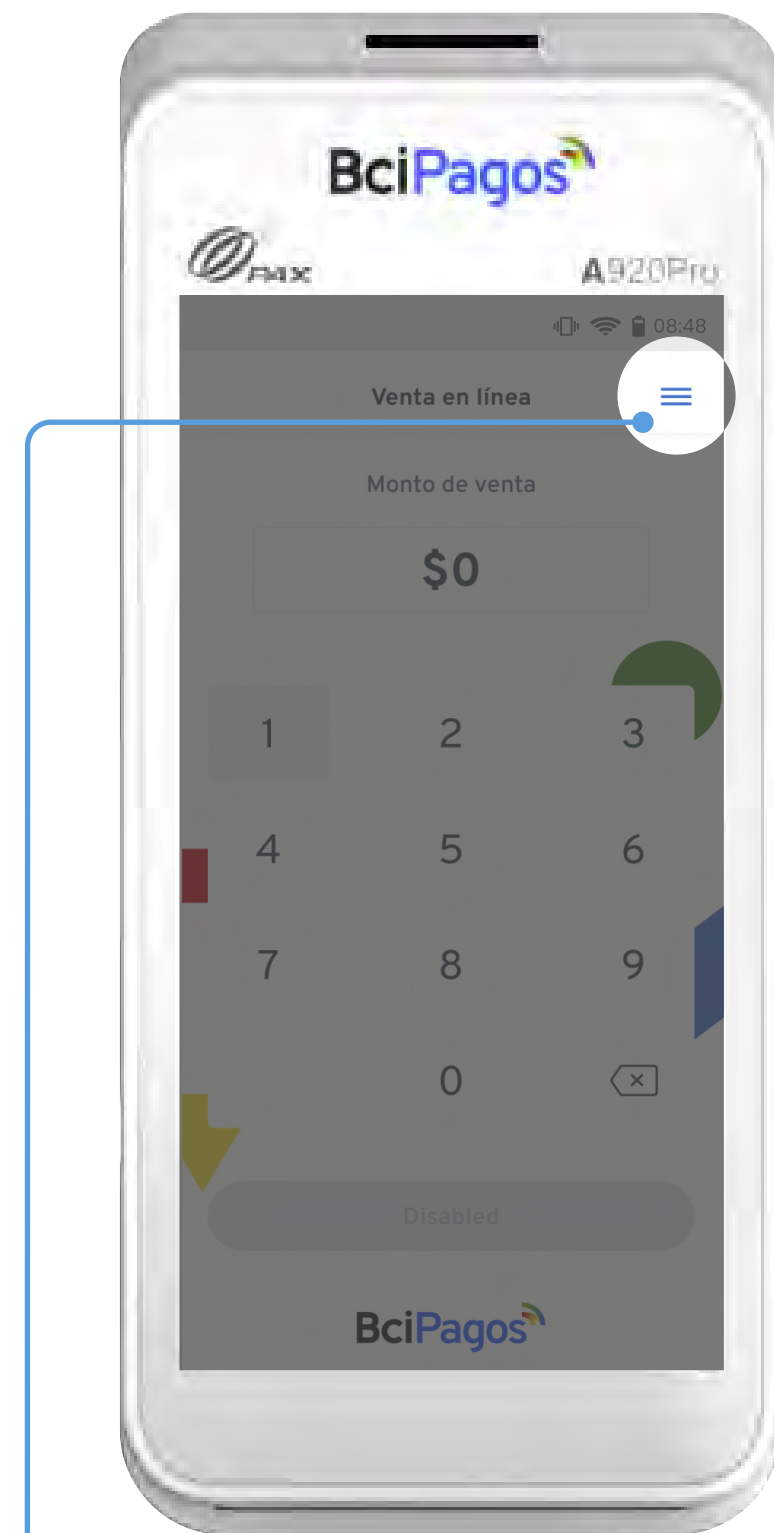 BciPagos
PAX A920Pro
08:48
Venta en línea
Monto de venta
$0
1 2 3
4 5 6
7 8 9
0
Disabled
BciPagos